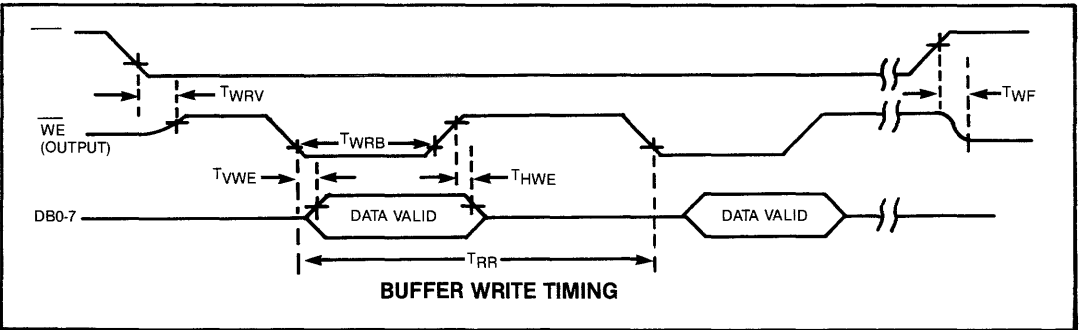 TWRV
TWF
WE
(OUTPUT)
TWRB
TVWE
THWE
DB0-7
DATA VALID
DATA VALID
TRR
BUFFER WRITE TIMING